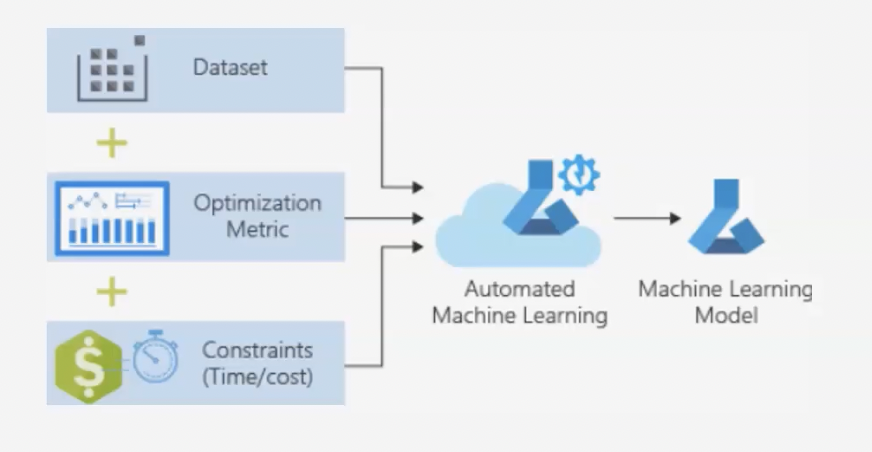 Dataset
Optimization
Metric
Constraints
(Time/cost)
Automated
Machine Learning
Machine Learning
Model